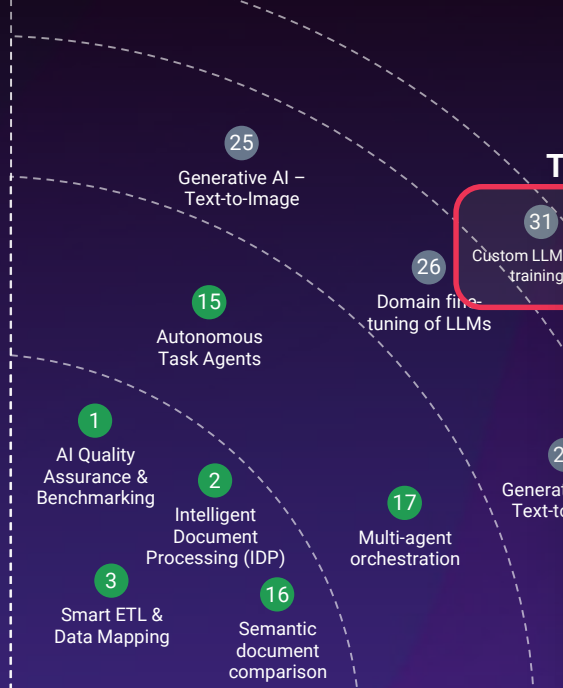 25
Generative AI –
Text-to-Image
T
31
Custom LLM
training
26
Domain fine-
tuning of LLMs
15
Autonomous
Task Agents
1
AI Quality
Assurance &
Benchmarking
2
Intelligent
Document
Processing (IDP)
2
Generat
Text-to
17
Multi-agent
orchestration
3
Smart ETL &
Data Mapping
16
Semantic
document
comparison